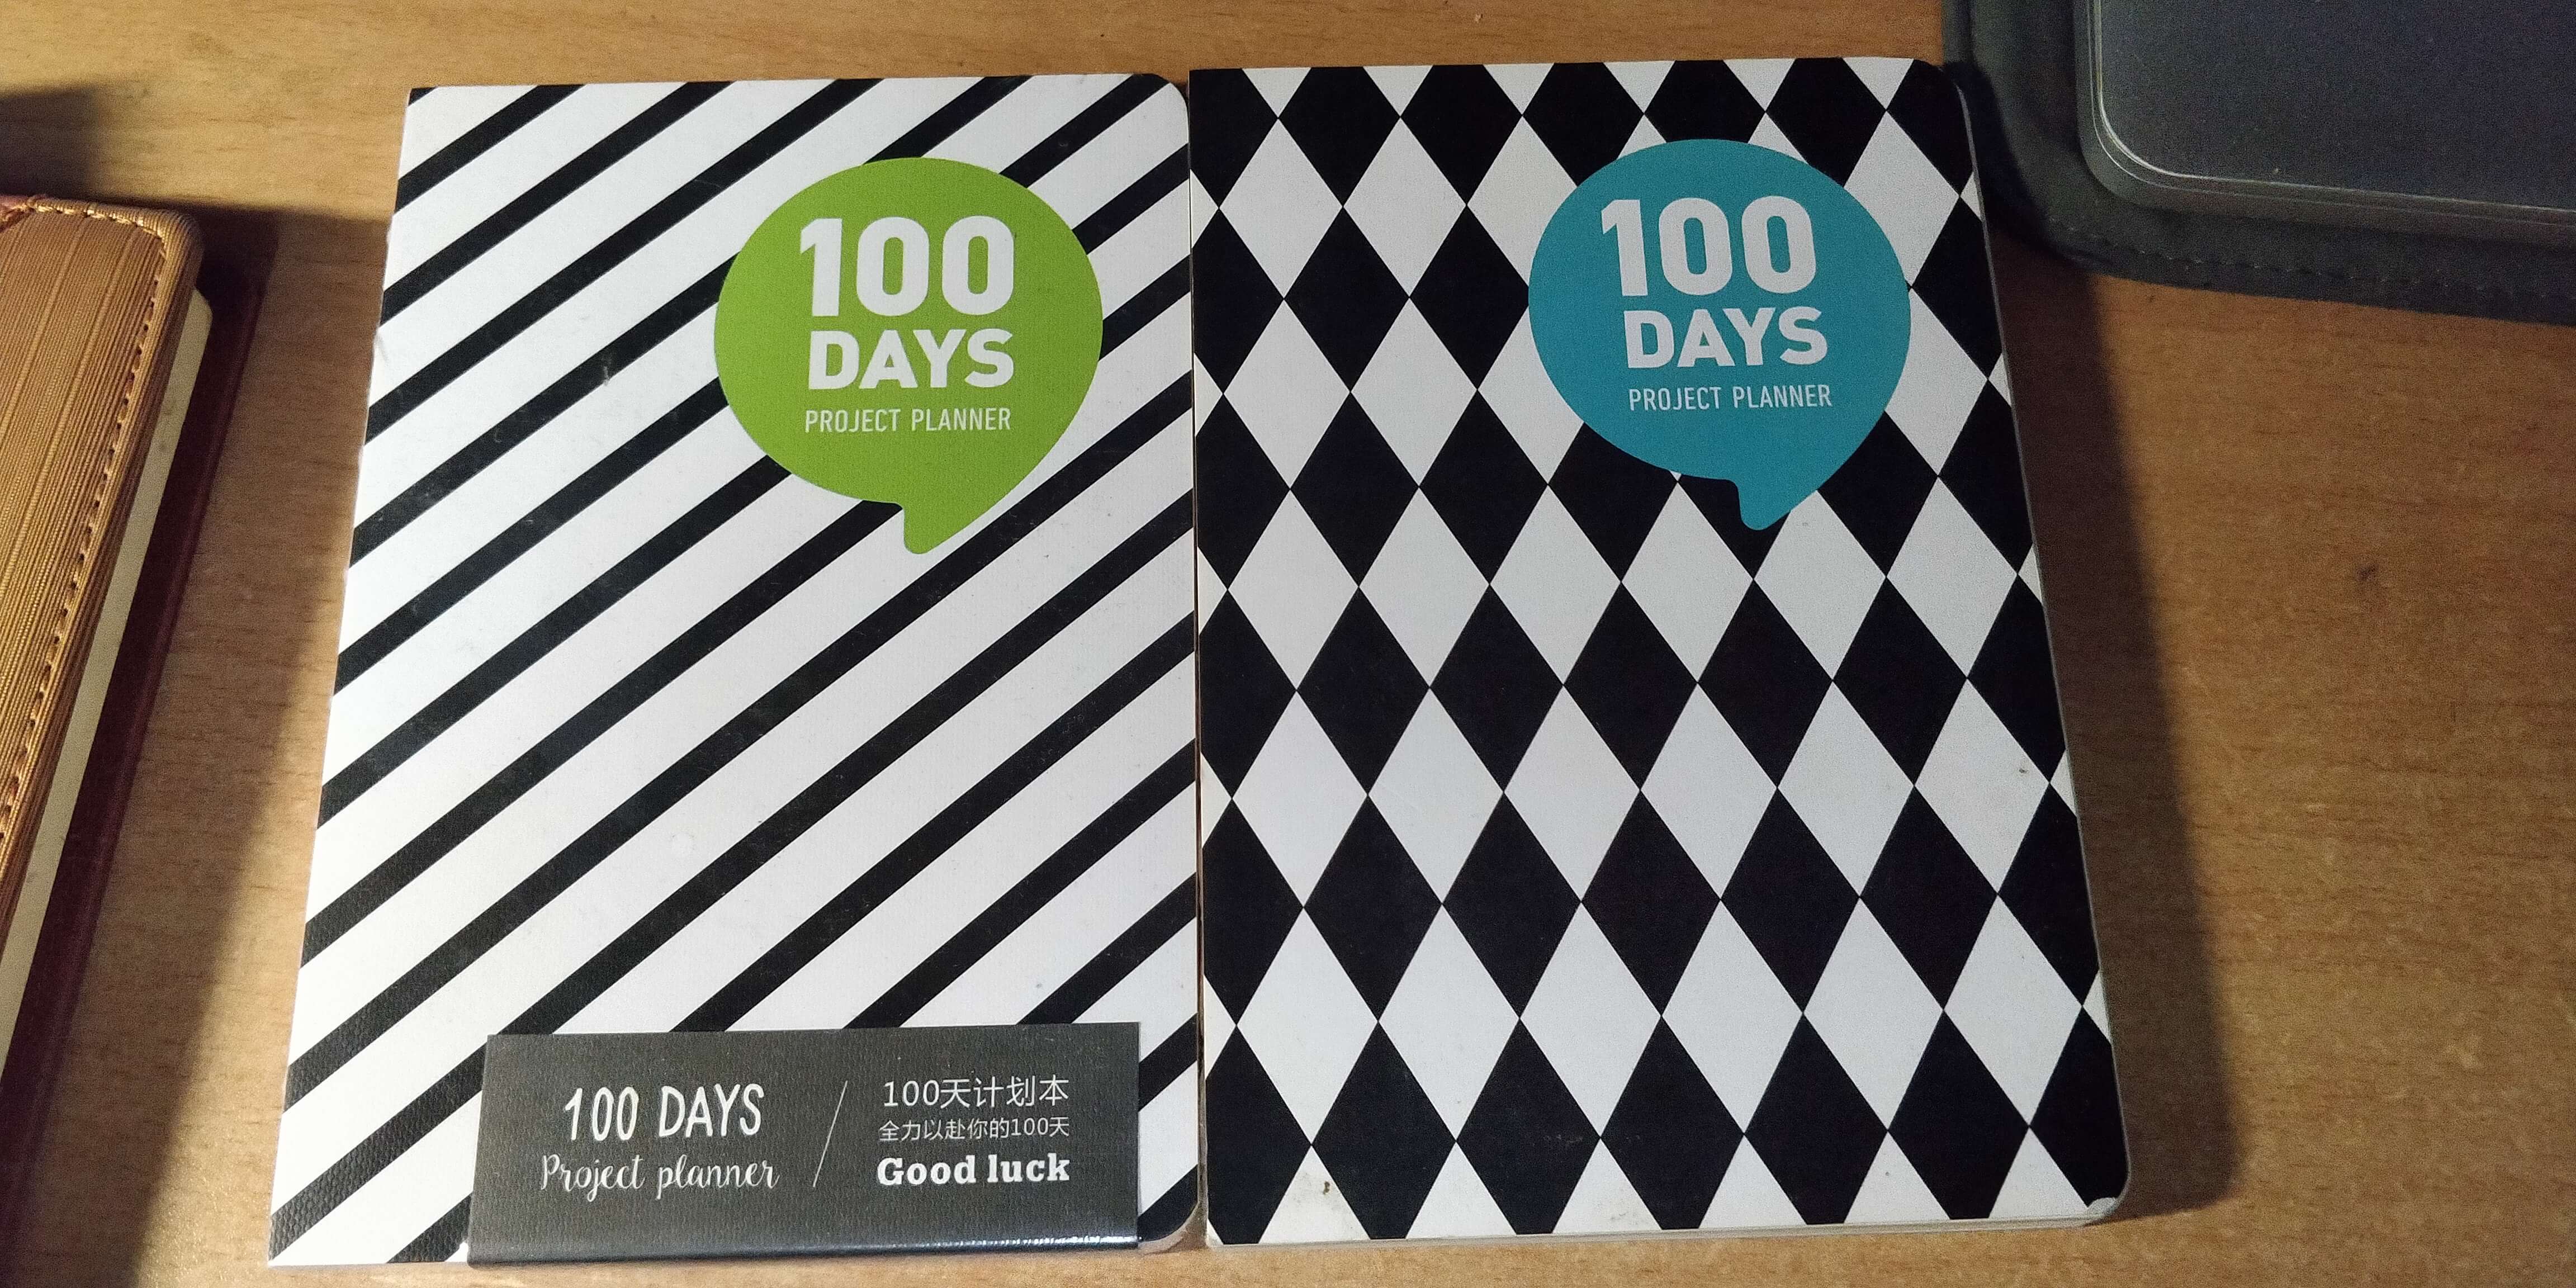 100
DAYS
PROJECT PLANNER
100 DAYS
Project planner
100天计划本
全力以赴你的100天
Good luck
100
DAYS
PROJECT PLANNER